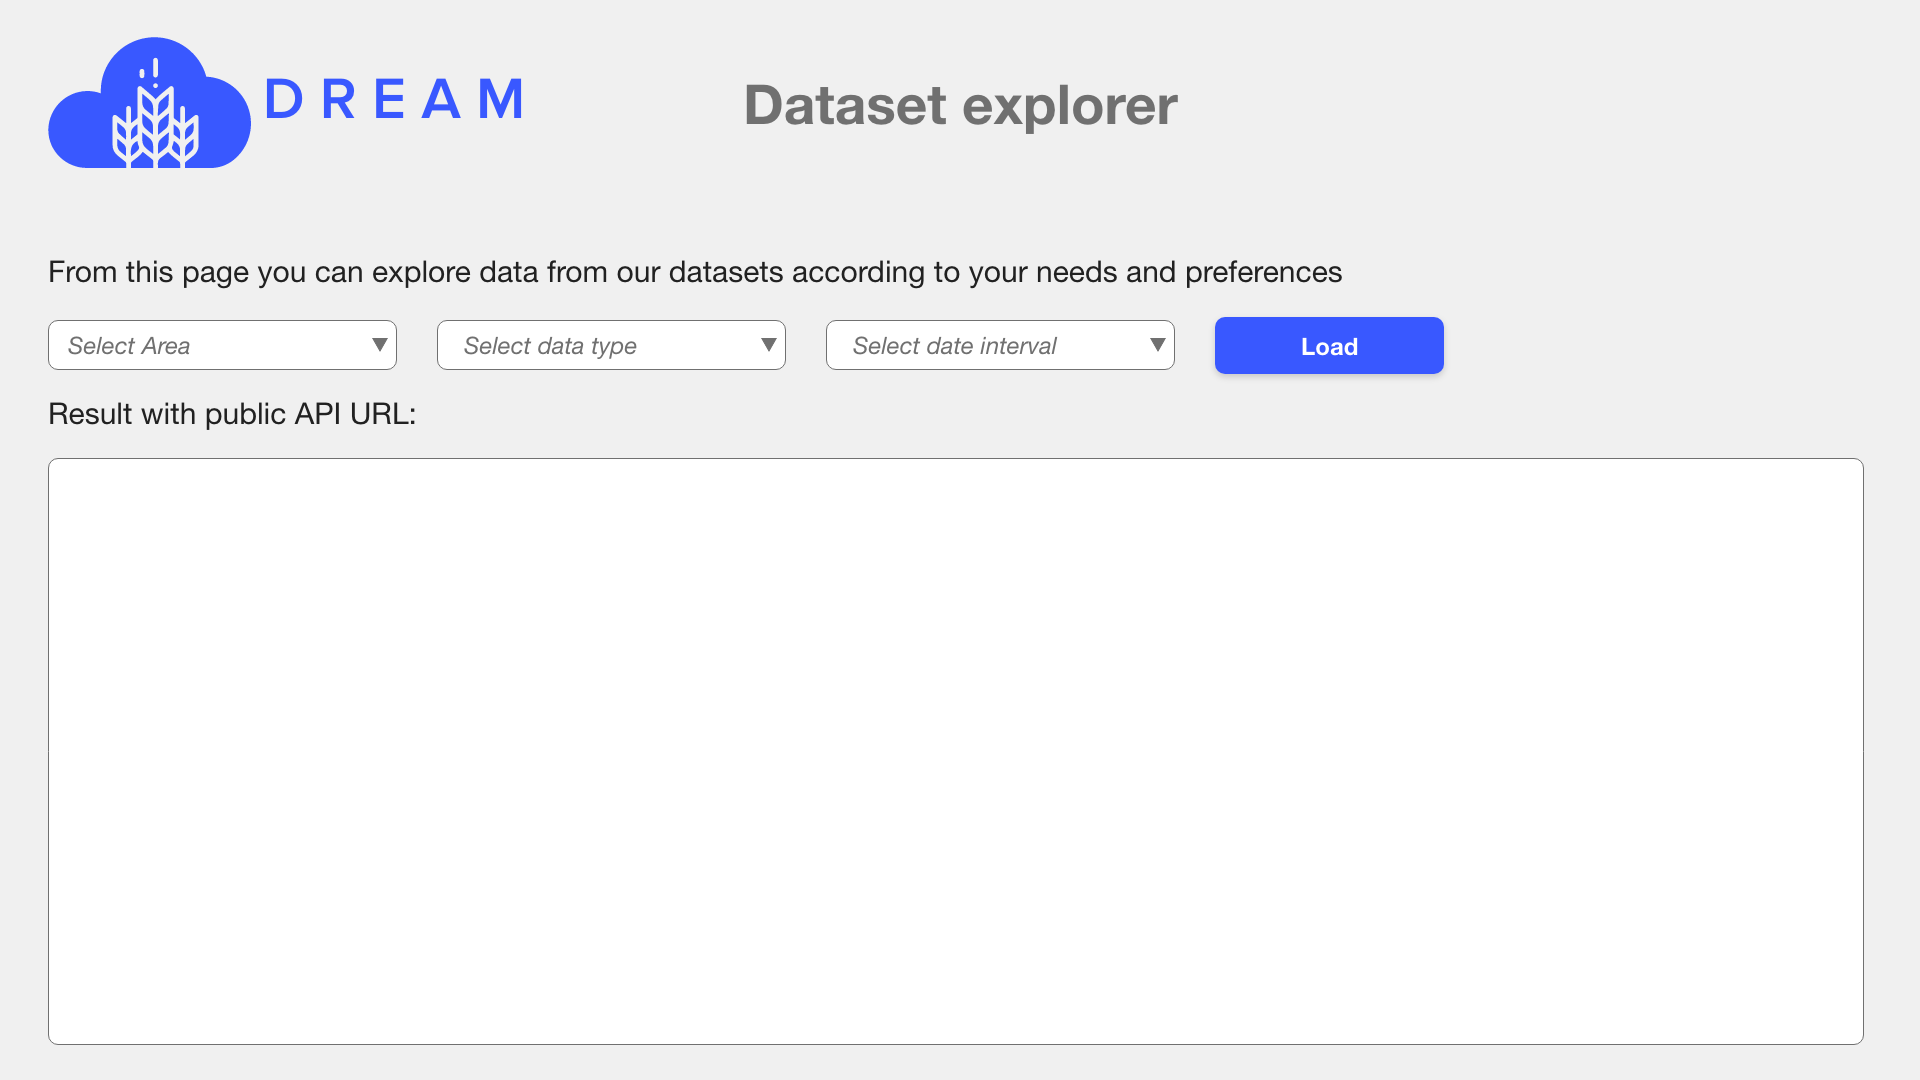 DREAM
Dataset explorer
From this page you can explore data from our datasets according to your needs and preferences
Select Area
Select data type
Select date interval
Load
Result with public API URL: